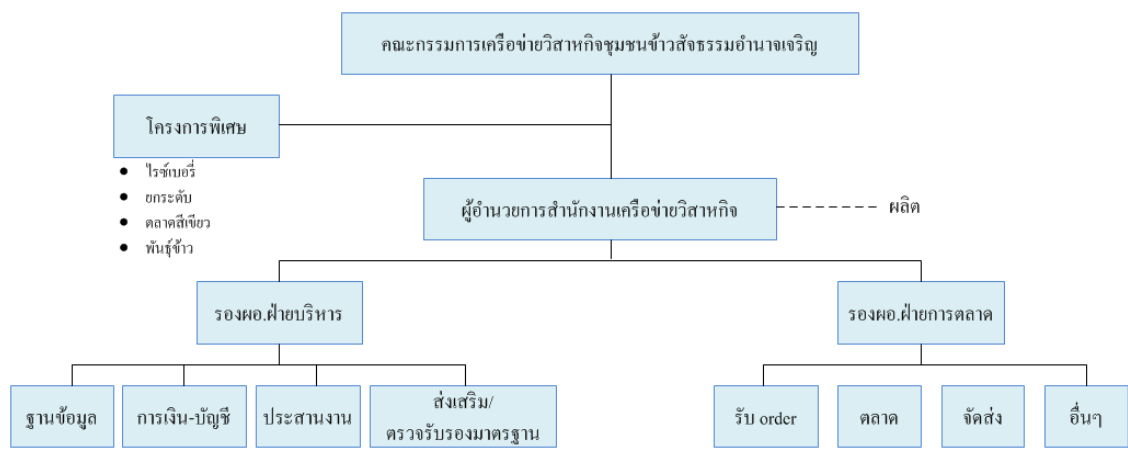 คณะกรรมการเครือข่ายวิสาหกิจชุมชนข้าวสัจธรรมอำนาจเจริญ
โครงการพิเศษ
● ไรซ์เบอรี่
● ยกระดับ
● ตลาดสีเขียว
● พันธุ์ข้าว
ผู้อำนวยการสำนักงานเครือข่ายวิสาหกิจ
ผลิต
รองผอ.ฝ่ายบริหาร
รองผอ.ฝ่ายการตลาด
ฐานข้อมูล
การเงิน-บัญชี
ประสานงาน
ส่งเสริม/
ตรวจรับรองมาตรฐาน
รับ order
ตลาด
จัดส่ง
อื่นๆ